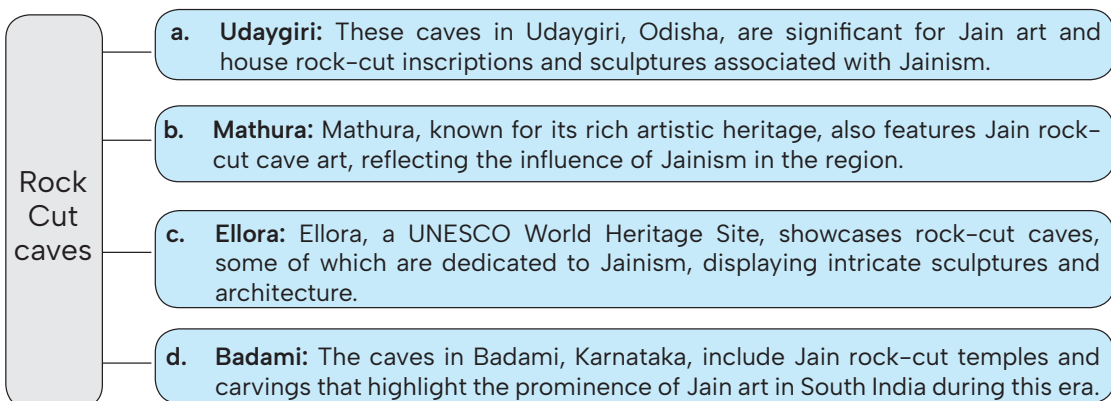 Rock
Cut
caves
a. Udaygiri: These caves in Udaygiri, Odisha, are significant for Jain art and
house rock-cut inscriptions and sculptures associated with Jainism.
b. Mathura: Mathura, known for its rich artistic heritage, also features Jain rock-
cut cave art, reflecting the influence of Jainism in the region.
c. Ellora: Ellora, a UNESCO World Heritage Site, showcases rock-cut caves,
some of which are dedicated to Jainism, displaying intricate sculptures and
architecture.
d. Badami: The caves in Badami, Karnataka, include Jain rock-cut temples and
carvings that highlight the prominence of Jain art in South India during this era.